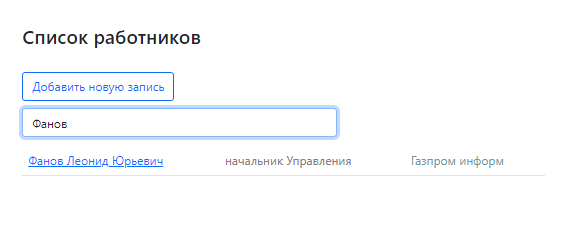 Список работников
Добавить новую запись
Фанов
Фанов Леонид Юрьевич начальник Управления Газпром информ